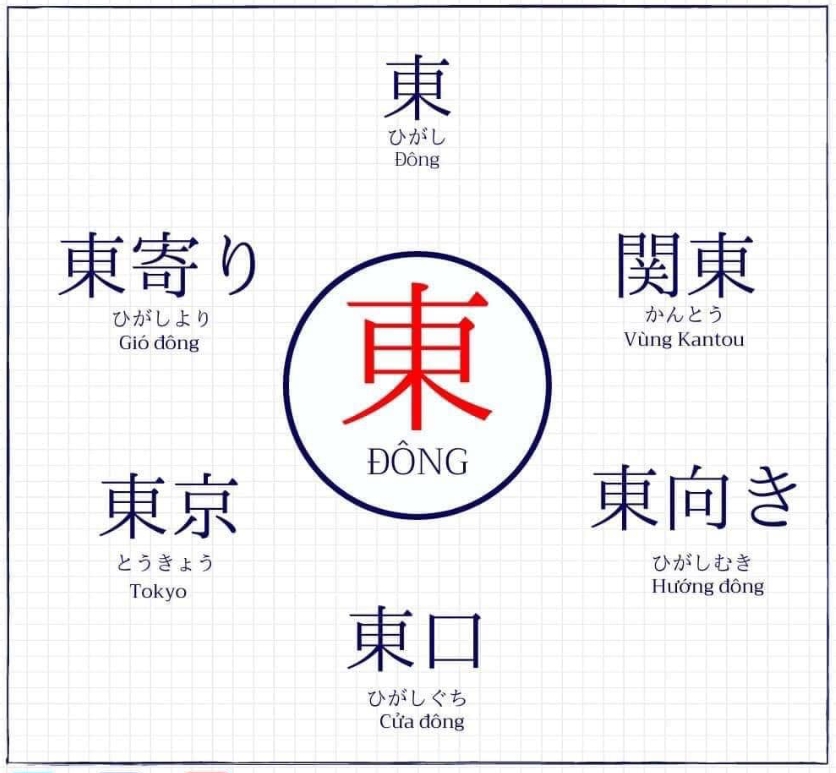 東
ひがし
Đông
東寄り
ひがしより
Gió đông
関東
かんとう
Vùng Kantou
東
ĐÔNG
東京
とうきょう
Tokyo
東向き
ひがしむき
Hướng đông
東口
ひがしぐち
Cửa đông